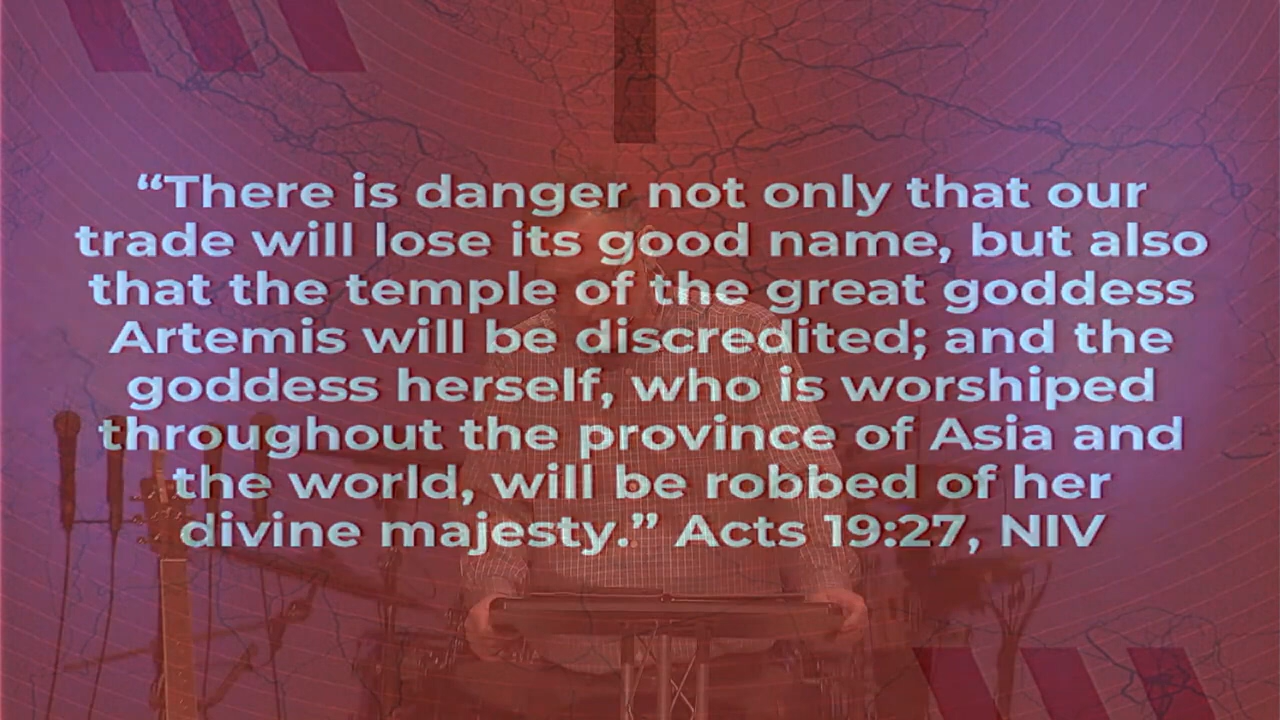 “There is danger not only that our
trade will lose its good name, but also
that the temple of the great goddess
Artemis will be discredited; and the
goddess herself, who is worshiped
throughout the province of Asia and
the world, will be robbed of her
divine majesty.” Acts 19:27, NIV